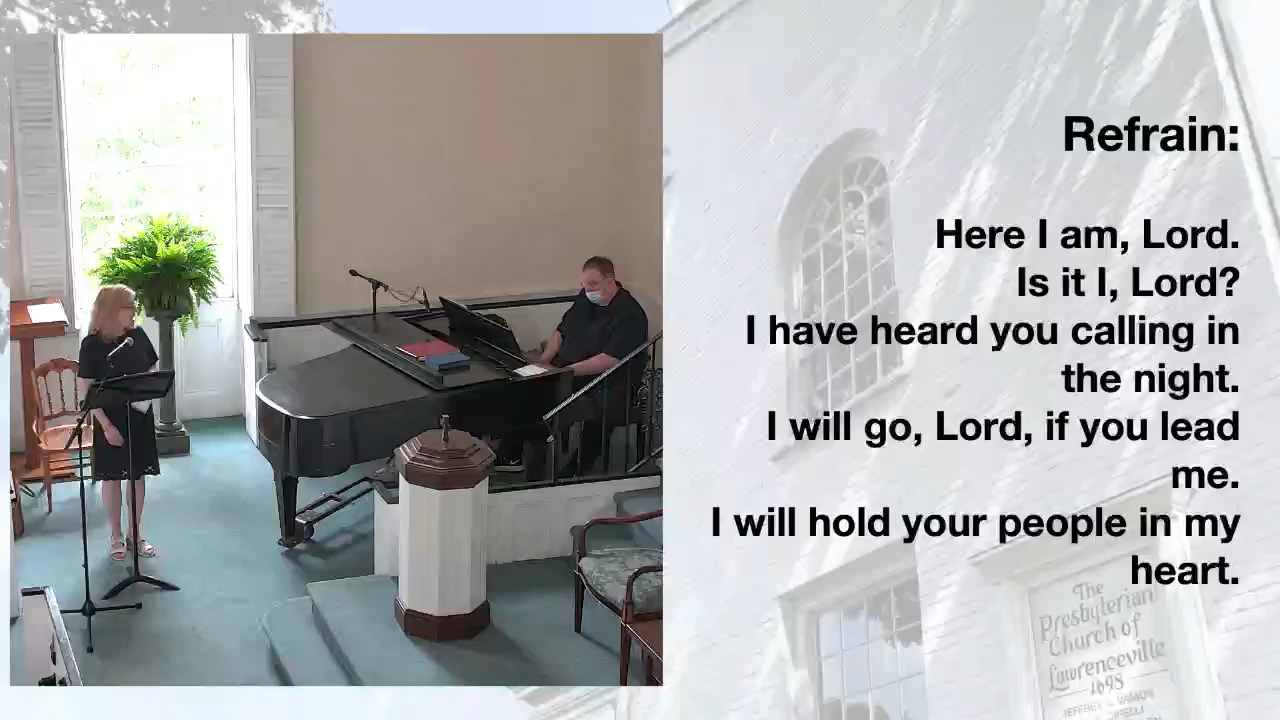 Refrain:
Here I am, Lord.
Is it I, Lord?
I have heard you calling in
the night.
I will go, Lord, if you lead
me.
I will hold your people in my
heart.
The
Presbyterian
Church of
Lawrenceville
1698